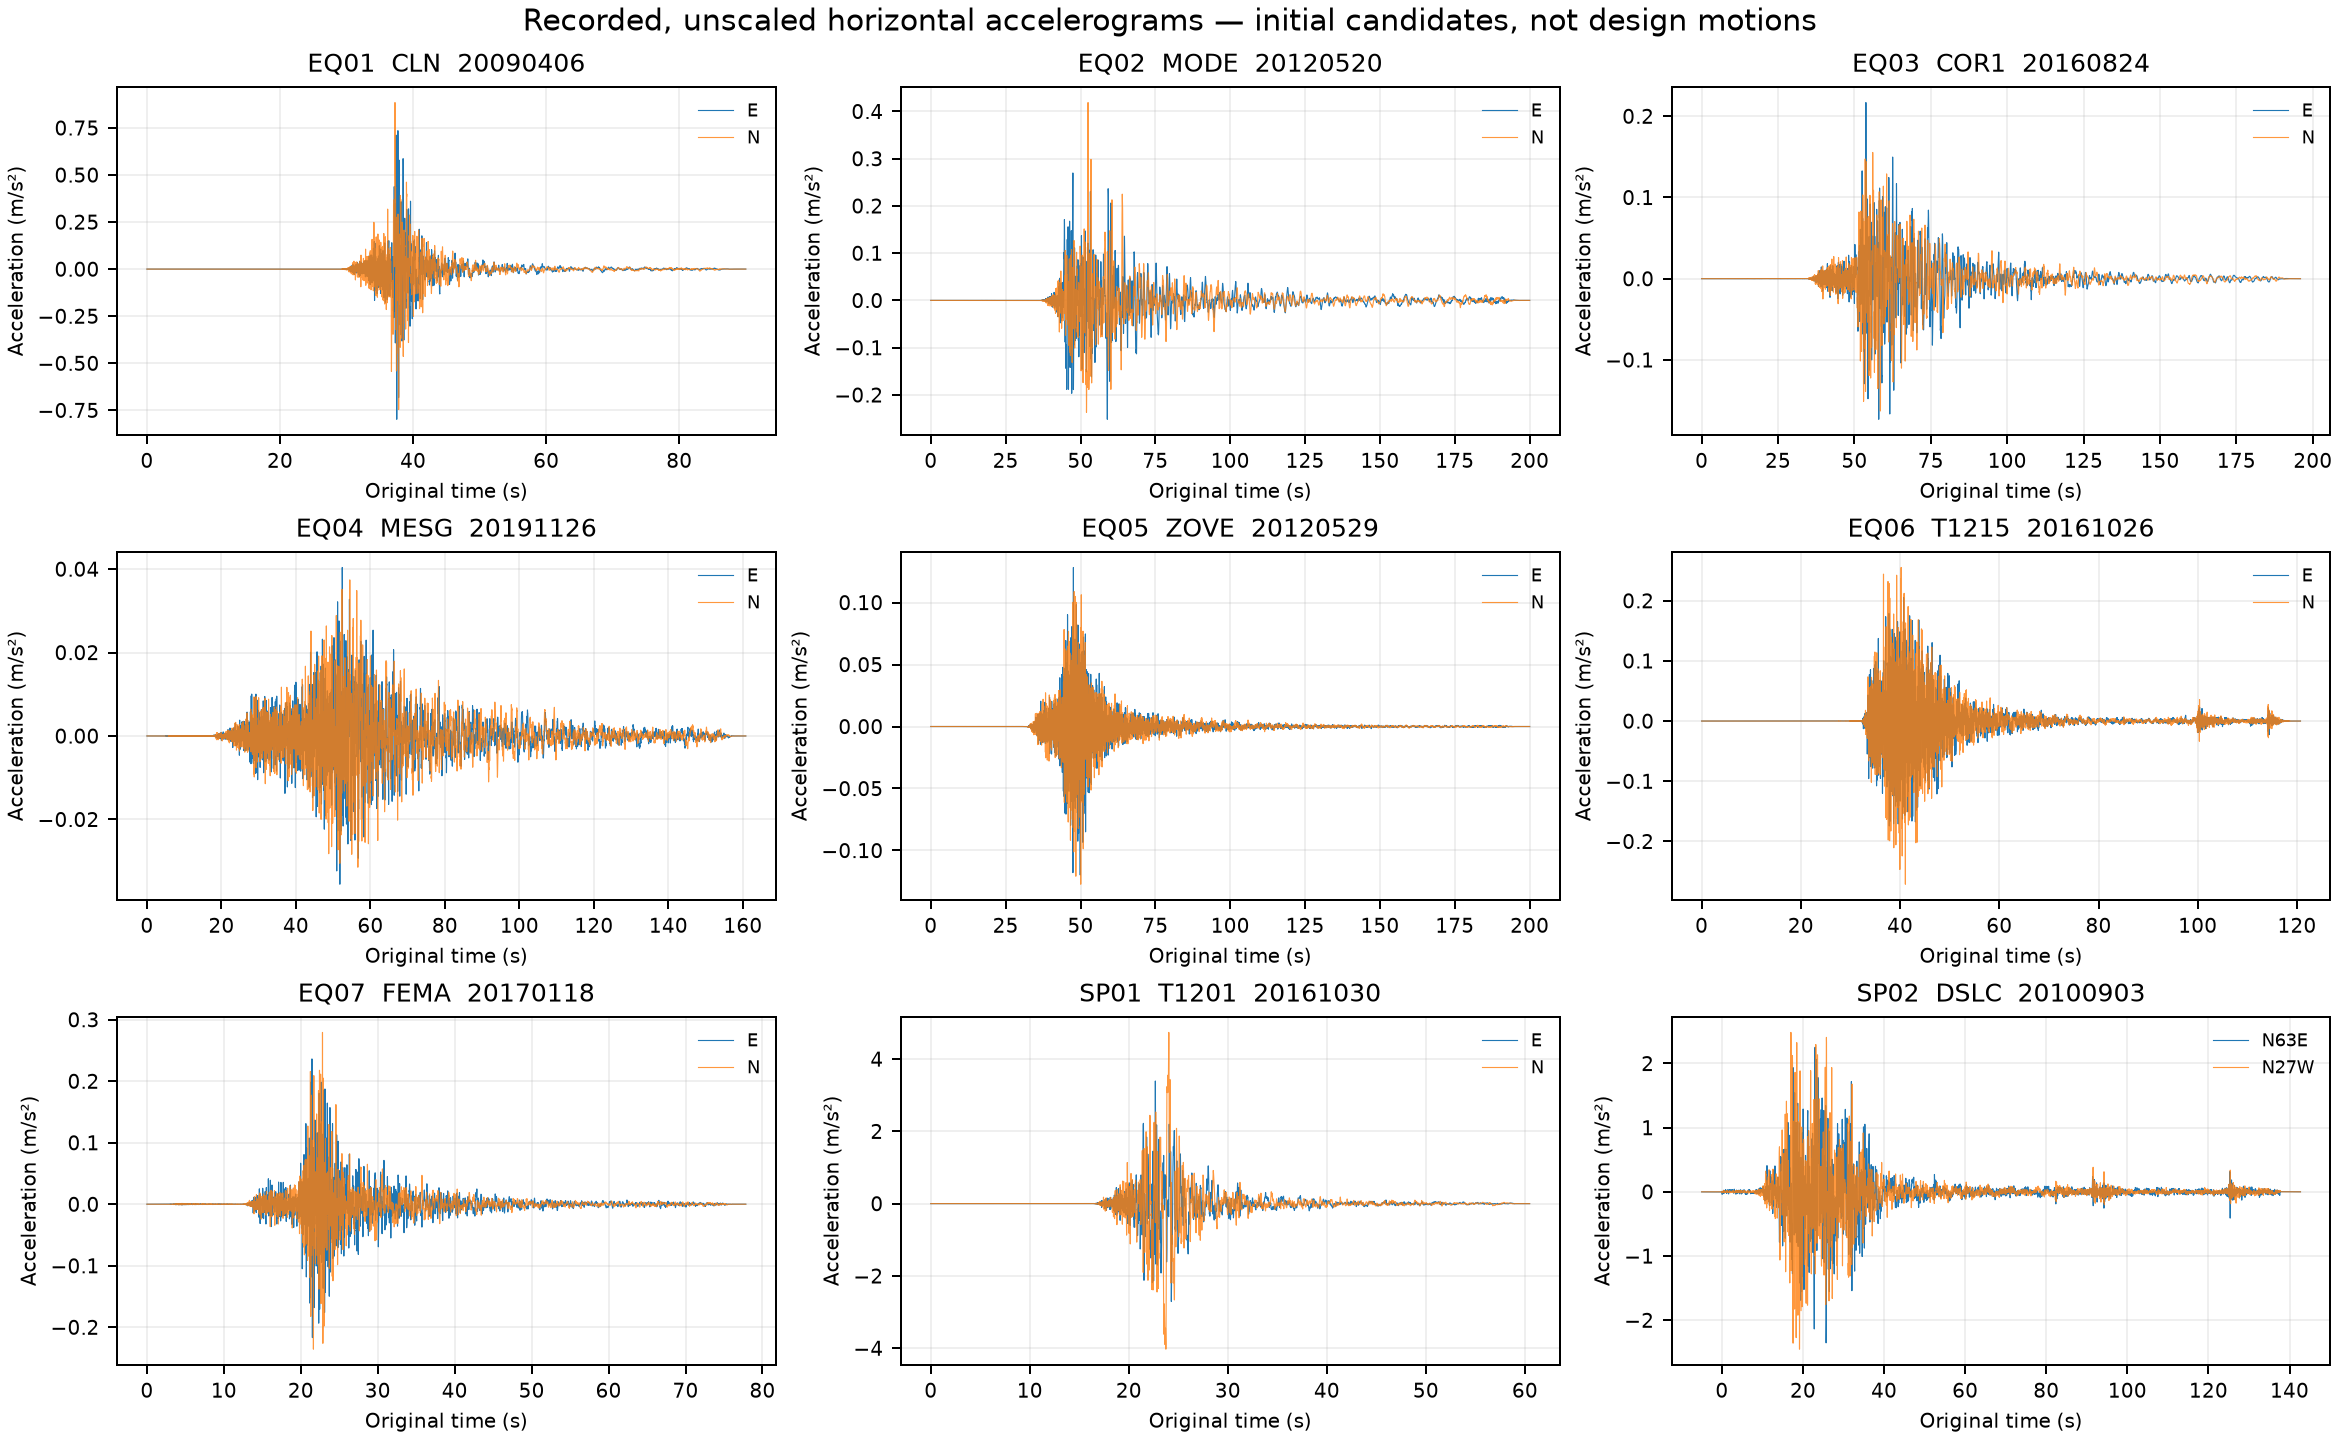 Recorded, unscaled horizontal accelerograms — initial candidates, not design motions
EQ01 CLN 20090406
E
N
0.75
0.50
0.25
0.00
−0.25
−0.50
−0.75
Acceleration (m/s²)
0 20 40 60 80
Original time (s)
EQ02 MODE 20120520
E
N
0.4
0.3
0.2
0.1
0.0
−0.1
−0.2
Acceleration (m/s²)
0 25 50 75 100 125 150 175 200
Original time (s)
EQ03 COR1 20160824
E
N
0.2
0.1
0.0
−0.1
Acceleration (m/s²)
0 25 50 75 100 125 150 175 200
Original time (s)
EQ04 MESG 20191126
E
N
0.04
0.02
0.00
−0.02
Acceleration (m/s²)
0 20 40 60 80 100 120 140 160
Original time (s)
EQ05 ZOVE 20120529
E
N
0.10
0.05
0.00
−0.05
−0.10
Acceleration (m/s²)
0 25 50 75 100 125 150 175 200
Original time (s)
EQ06 T1215 20161026
E
N
0.2
0.1
0.0
−0.1
−0.2
Acceleration (m/s²)
0 20 40 60 80 100 120
Original time (s)
EQ07 FEMA 20170118
E
N
0.3
0.2
0.1
0.0
−0.1
−0.2
Acceleration (m/s²)
0 10 20 30 40 50 60 70 80
Original time (s)
SP01 T1201 20161030
E
N
4
2
0
−2
−4
Acceleration (m/s²)
0 10 20 30 40 50 60
Original time (s)
SP02 DSLC 20100903
N63E
N27W
2
1
0
−1
−2
Acceleration (m/s²)
0 20 40 60 80 100 120 140
Original time (s)